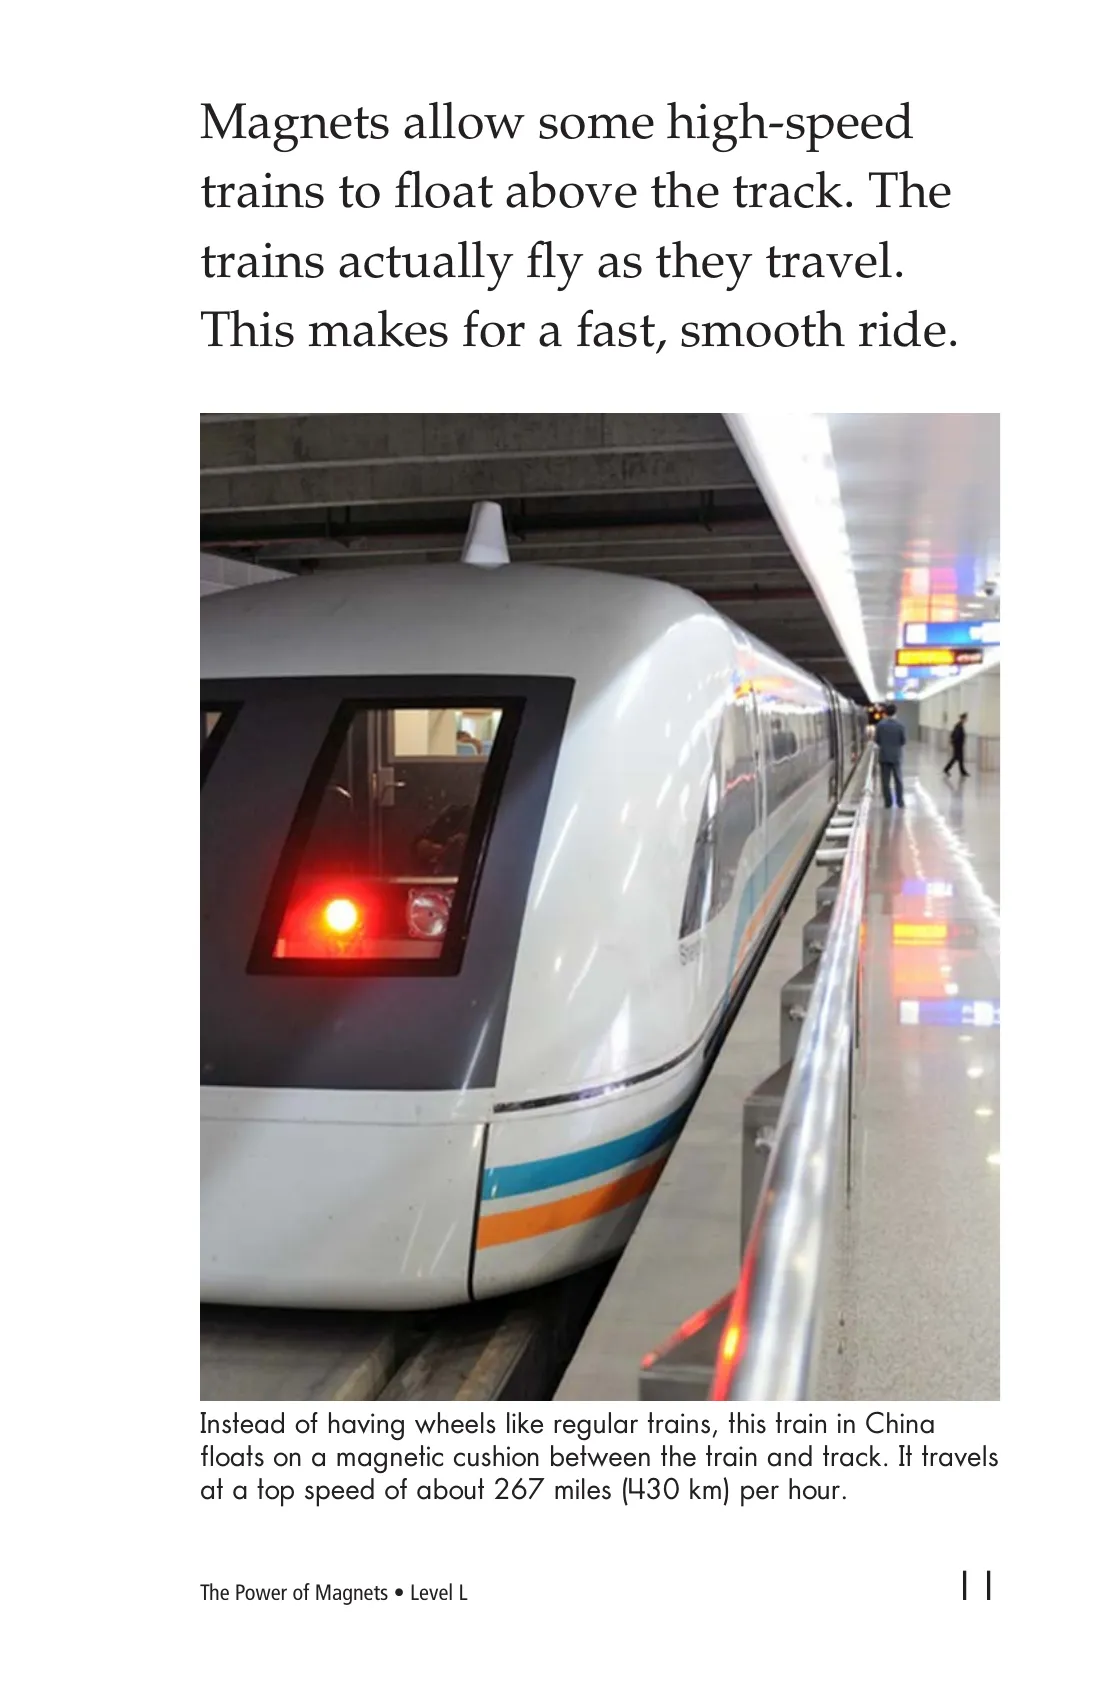 Magnets allow some high-speed
trains to float above the track. The
trains actually fly as they travel.
This makes for a fast, smooth ride.
Instead of having wheels like regular trains, this train in China
floats on a magnetic cushion between the train and track. It travels
at a top speed of about 267 miles (430 km) per hour.
The Power of Magnets • Level L
11